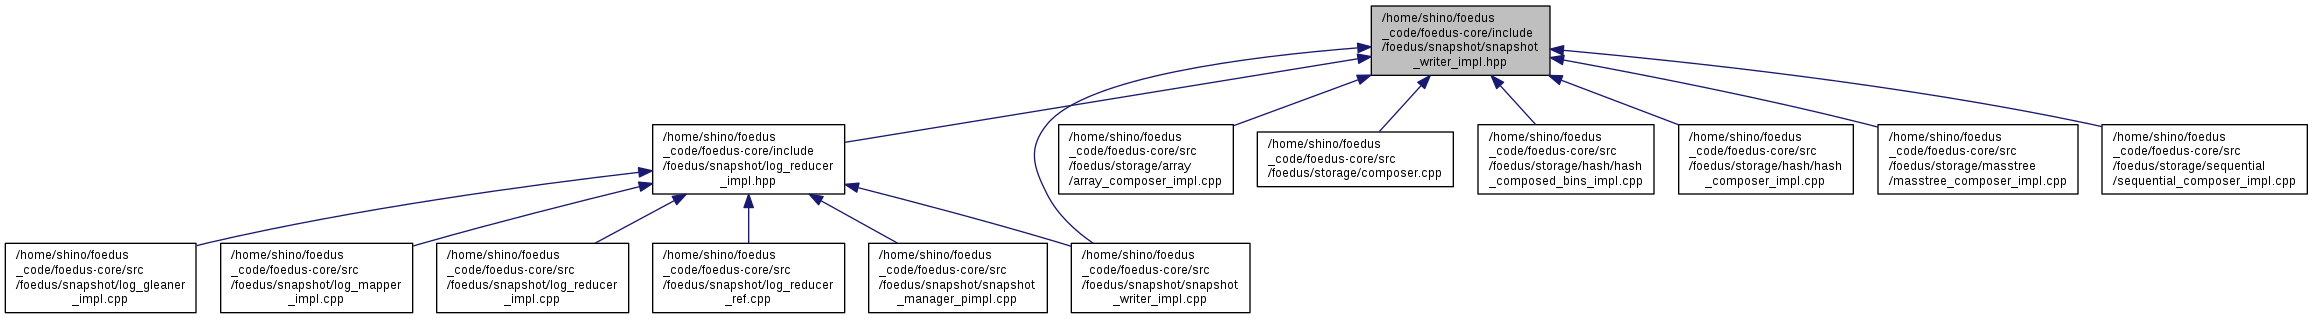 /home/shino/foedus
_code/foedus-core/include
/foedus/snapshot/snapshot
_writer_impl.hpp
/home/shino/foedus
_code/foedus-core/include
/foedus/snapshot/log_reducer
_impl.hpp
/home/shino/foedus
_code/foedus-core/src
/foedus/storage/array
/array_composer_impl.cpp
/home/shino/foedus
_code/foedus-core/src
/foedus/storage/composer.cpp
/home/shino/foedus
_code/foedus-core/src
/foedus/storage/hash/hash
_composed_bins_impl.cpp
/home/shino/foedus
_code/foedus-core/src
/foedus/storage/hash/hash
_composer_impl.cpp
/home/shino/foedus
_code/foedus-core/src
/foedus/storage/masstree
/masstree_composer_impl.cpp
/home/shino/foedus
_code/foedus-core/src
/foedus/storage/sequential
/sequential_composer_impl.cpp
/home/shino/foedus
_code/foedus-core/src
/foedus/snapshot/log_gleaner
_impl.cpp
/home/shino/foedus
_code/foedus-core/src
/foedus/snapshot/log_mapper
_impl.cpp
/home/shino/foedus
_code/foedus-core/src
/foedus/snapshot/log_reducer
_impl.cpp
/home/shino/foedus
_code/foedus-core/src
/foedus/snapshot/log_reducer
_ref.cpp
/home/shino/foedus
_code/foedus-core/src
/foedus/snapshot/snapshot
_manager_pimpl.cpp
/home/shino/foedus
_code/foedus-core/src
/foedus/snapshot/snapshot
_writer_impl.cpp